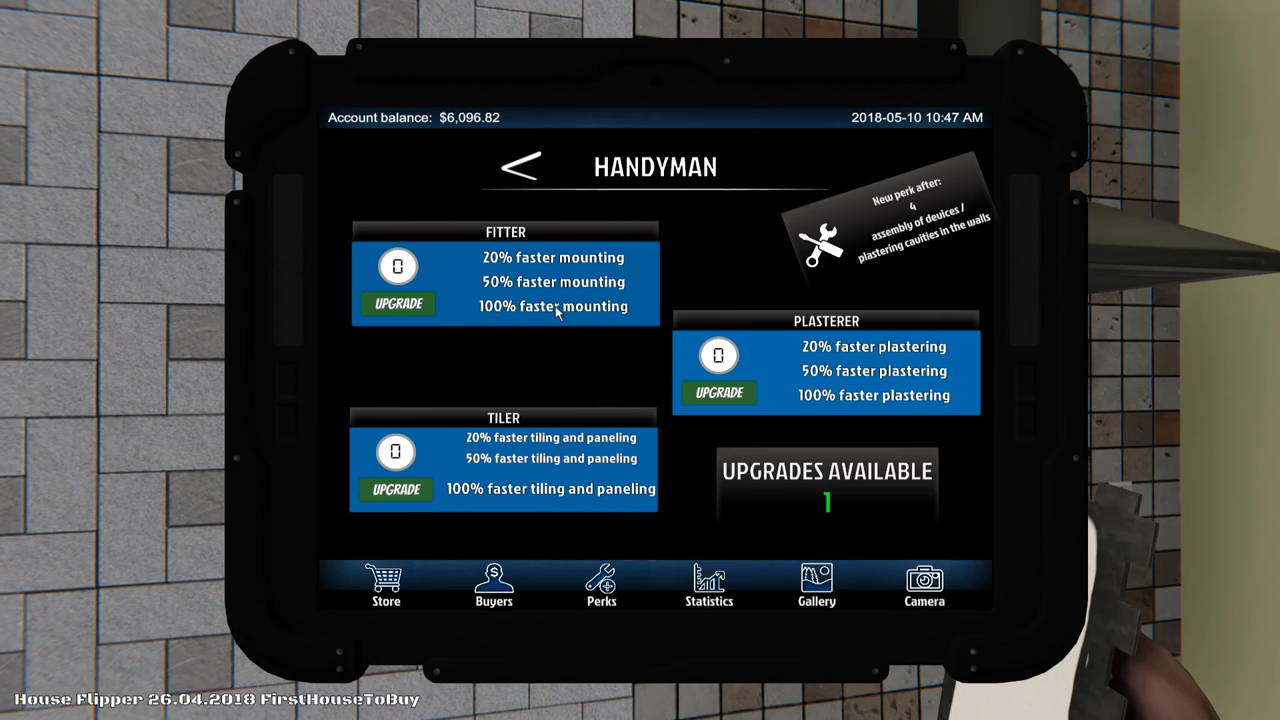 Account balance: $6,096.82
2018-05-10 10:47 AM
HANDYMAN
New perk after:
4
assembly of devices /
plastering cavities in the walls
FITTER
0
UPGRADE
20% faster mounting
50% faster mounting
100% faster mounting
PLASTERER
0
UPGRADE
20% faster plastering
50% faster plastering
100% faster plastering
TILER
0
UPGRADE
20% faster tiling and paneling
50% faster tiling and paneling
100% faster tiling and paneling
UPGRADES AVAILABLE
1
Store
Buyers
Perks
Statistics
Gallery
Camera
House Flipper 26.04.2018 FirstHouseToBuy